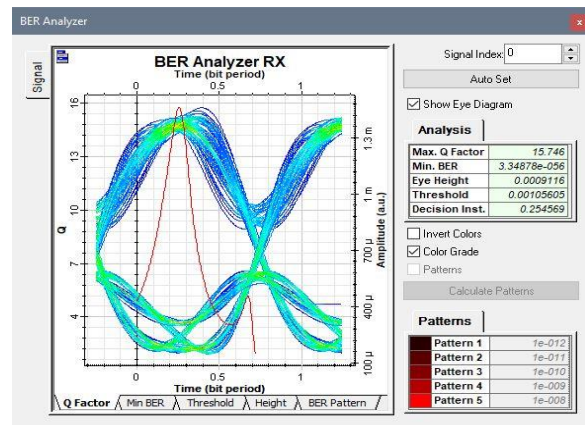 BER Analyzer
x
Signal
BER Analyzer RX
Time (bit period)
0 0.5 1
Q
16
13
10
7
4
Amplitude (a.u.)
1.3 m
1 m
700 µ
400 µ
100 µ
0 0.5 1
Time (bit period)
Q Factor Min BER Threshold Height BER Pattern
Signal Index: 0
Auto Set
Show Eye Diagram
Analysis
Max. Q Factor 15.746
Min. BER 3.34878e-056
Eye Height 0.0009116
Threshold 0.00105605
Decision Inst. 0.254569
Invert Colors
Color Grade
Patterns
Calculate Patterns
Patterns
Pattern 1 1e-012
Pattern 2 1e-011
Pattern 3 1e-010
Pattern 4 1e-009
Pattern 5 1e-008